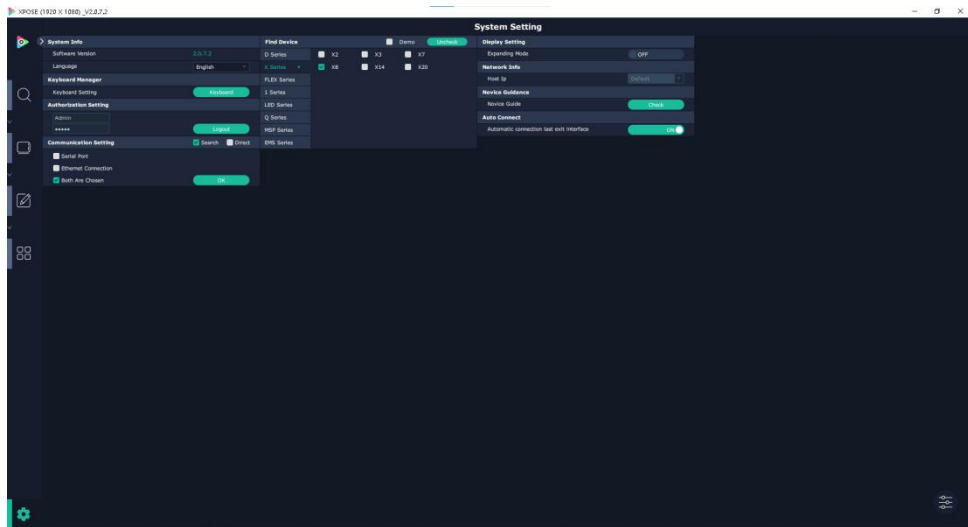 XPOSE (1920 X 1080) _V2.0.7.2
System Setting
System Info
Software Version 2.0.7.2
Language English
Keyboard Manager
Keyboard Setting Keyboard
Authorization Setting
Admin
***** Logout
Communication Setting Search Direct
Serial Port
Ethernet Connection
Both Are Chosen OK
Find Device Demo Uncheck
D Series X2 X3 X7
X Series X8 X14 X20
FLEX Series
LED Series
Q Series
MSP Series
EMS Series
Display Setting
Expanding Mode OFF
Network Info
Host Ip Default
Novice Guidance
Novice Guide Check
Auto Connect
Automatic connection last exit interface ON